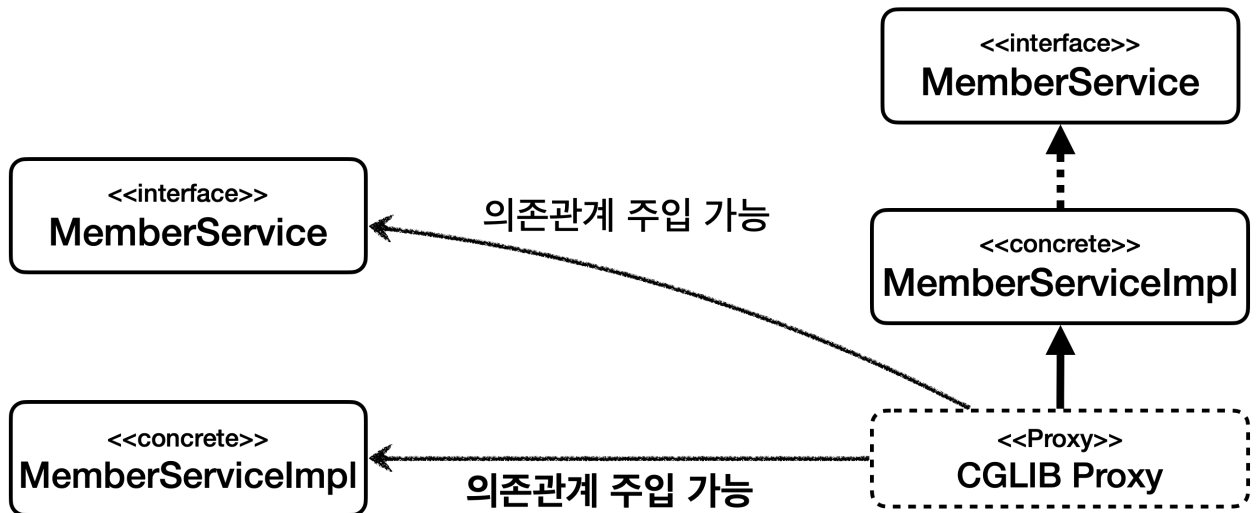 <<interface>>
MemberService
<<interface>>
MemberService
의존관계 주입 가능
<<concrete>>
MemberServiceImpl
<<concrete>>
MemberServiceImpl
의존관계 주입 가능
<<Proxy>>
CGLIB Proxy